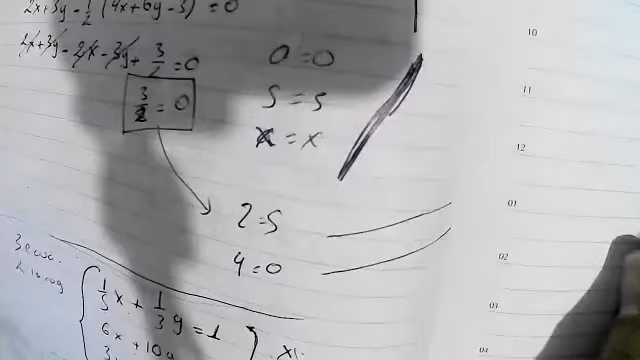 2x+3y - 1/2 (4x+6y-3) = 0
2x+3y - 2x - 3y + 3/2 = 0
3/2 = 0
0 = 0
5 = 5
x = x
2 = 5
4 = 0
1/5 x + 1/3 y = 1
6x + 10y
10
11
12
01
02
03
04